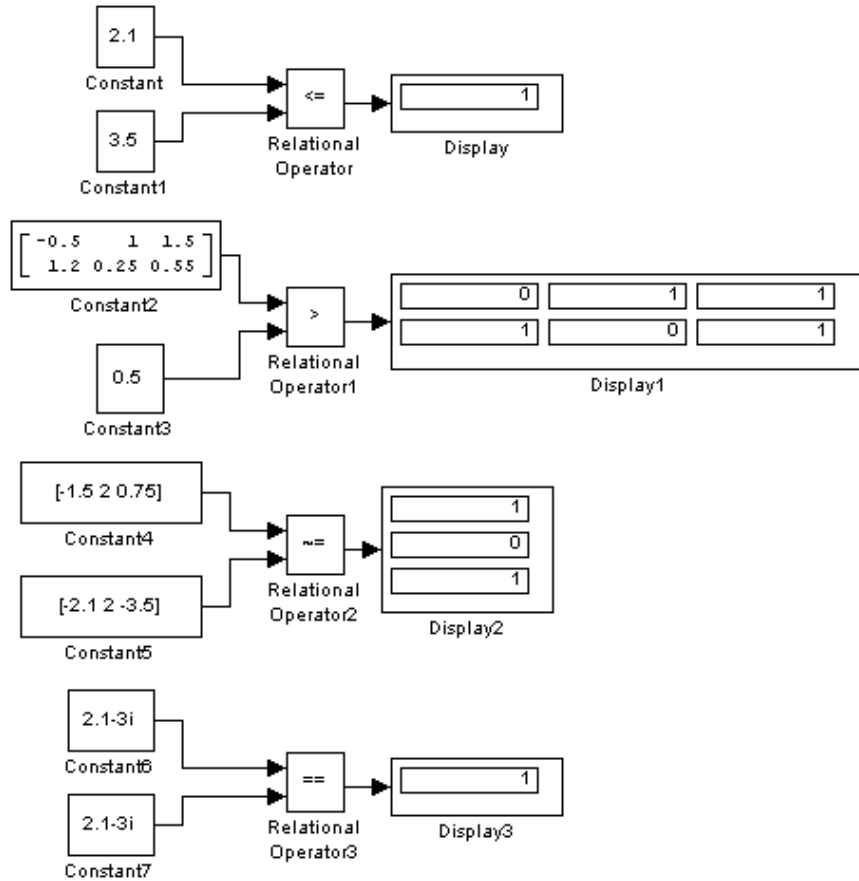 2.1
Constant
<=
1
Relational
Operator
Display
3.5
Constant1
-0.5 1 1.5
1.2 0.25 0.55
Constant2
>
0 1 1
1 0 1
Relational
Operator1
Display1
0.5
Constant3
[-1.5 2 0.75]
Constant4
~=
1
0
1
Relational
Operator2
Display2
[-2.1 2 -3.5]
Constant5
2.1-3i
Constant6
==
1
Relational
Operator3
Display3
2.1-3i
Constant7